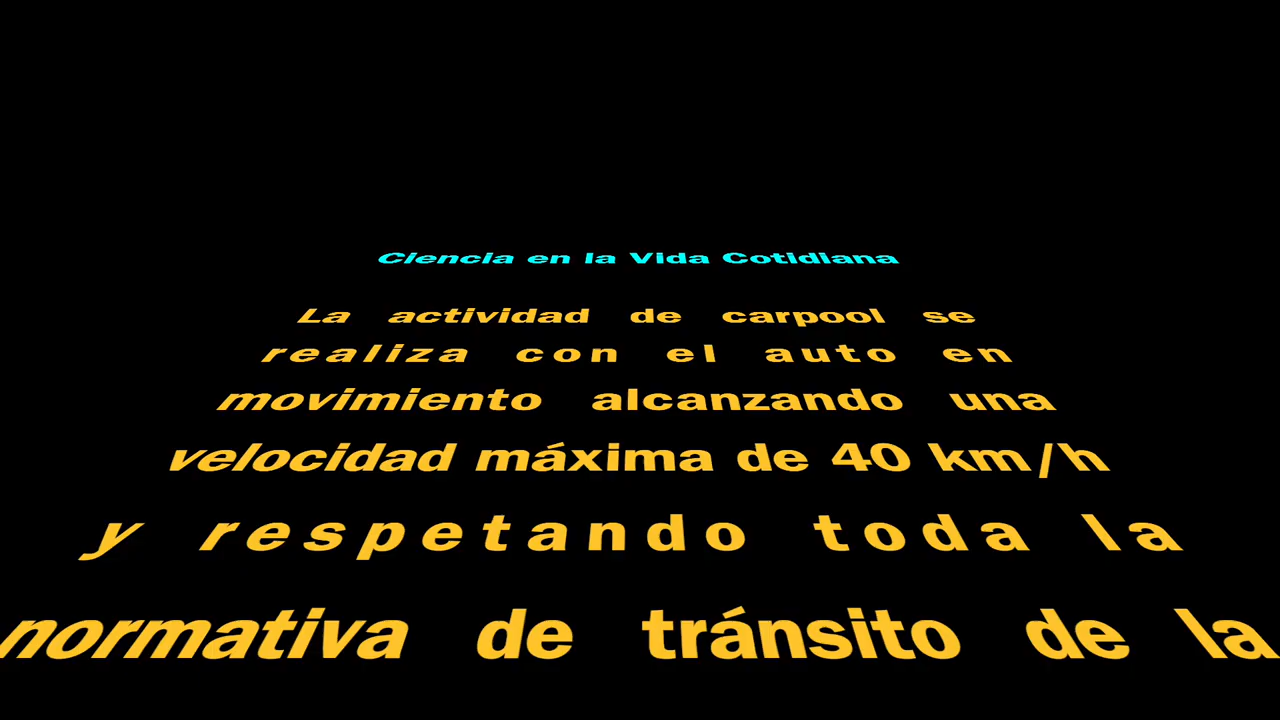 Ciencia en la Vida Cotidiana
La actividad de carpool se
realiza con el auto en
movimiento alcanzando una
velocidad máxima de 40 km/h
y respetando toda la
normativa de tránsito de la